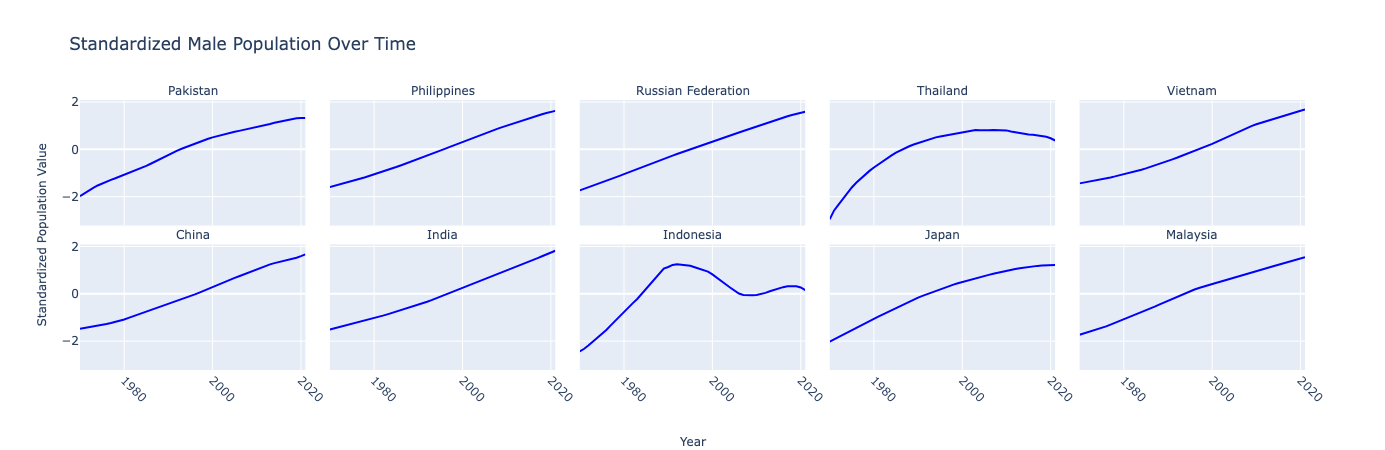 Standardized Male Population Over Time
Pakistan
Philippines
Russian Federation
Thailand
Vietnam
2
0
−2
China
India
Indonesia
Japan
Malaysia
2
0
−2
Standardized Population Value
1980
2000
2020
1980
2000
2020
1980
2000
2020
1980
2000
2020
1980
2000
2020
Year